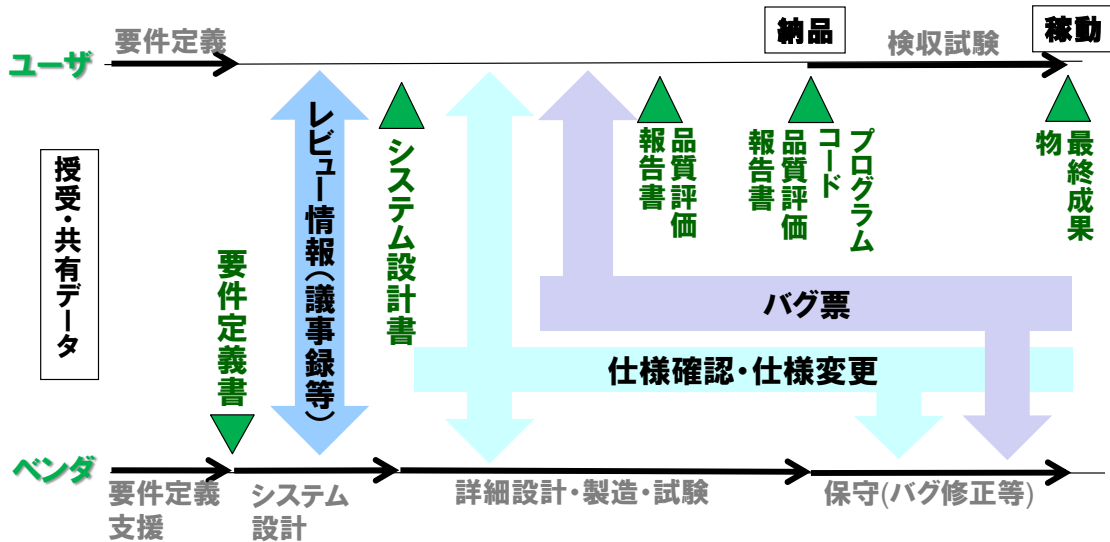 納品
稼動
要件定義
検収試験
ユーザ
授受・共有データ
要件定義書
レビュー情報(議事録等)
システム設計書
品質評価
報告書
プログラム
コード
品質評価
報告書
最終成果
物
バグ票
仕様確認・仕様変更
ベンダ
要件定義
支援
システム
設計
詳細設計・製造・試験
保守(バグ修正等)